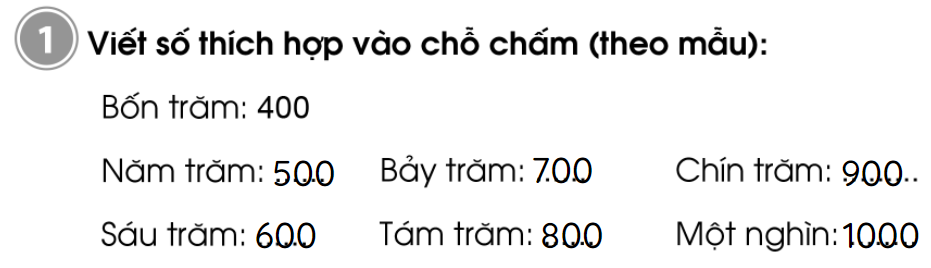 1 Viết số thích hợp vào chỗ chấm (theo mẫu):
Bốn trăm: 400
Năm trăm: 500 Bảy trăm: 700 Chín trăm: 900
Sáu trăm: 600 Tám trăm: 800 Một nghìn: 1000